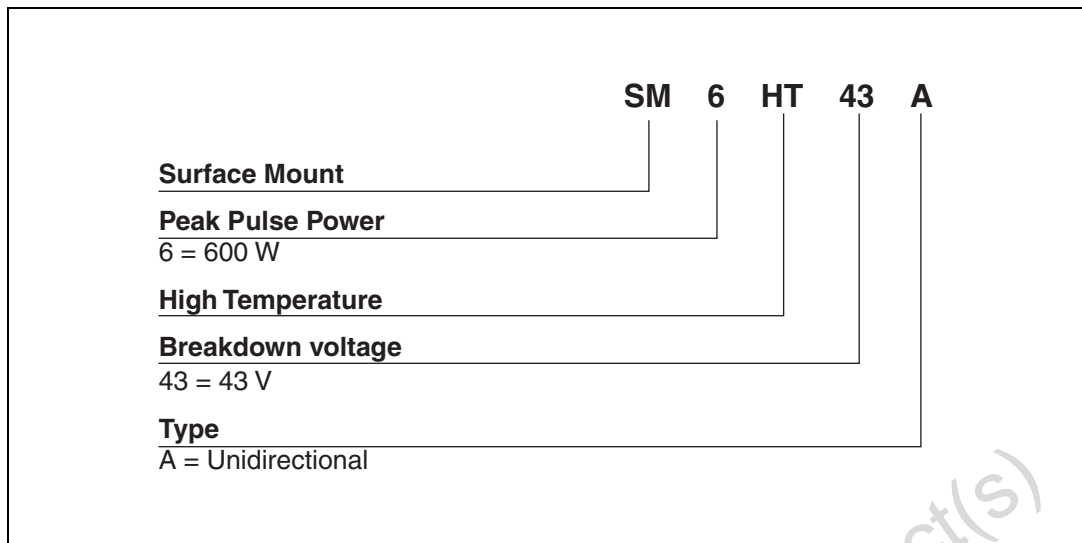 SM 6 HT 43 A
Surface Mount
Peak Pulse Power
6 = 600 W
High Temperature
Breakdown voltage
43 = 43 V
Type
A = Unidirectional
ct(s)